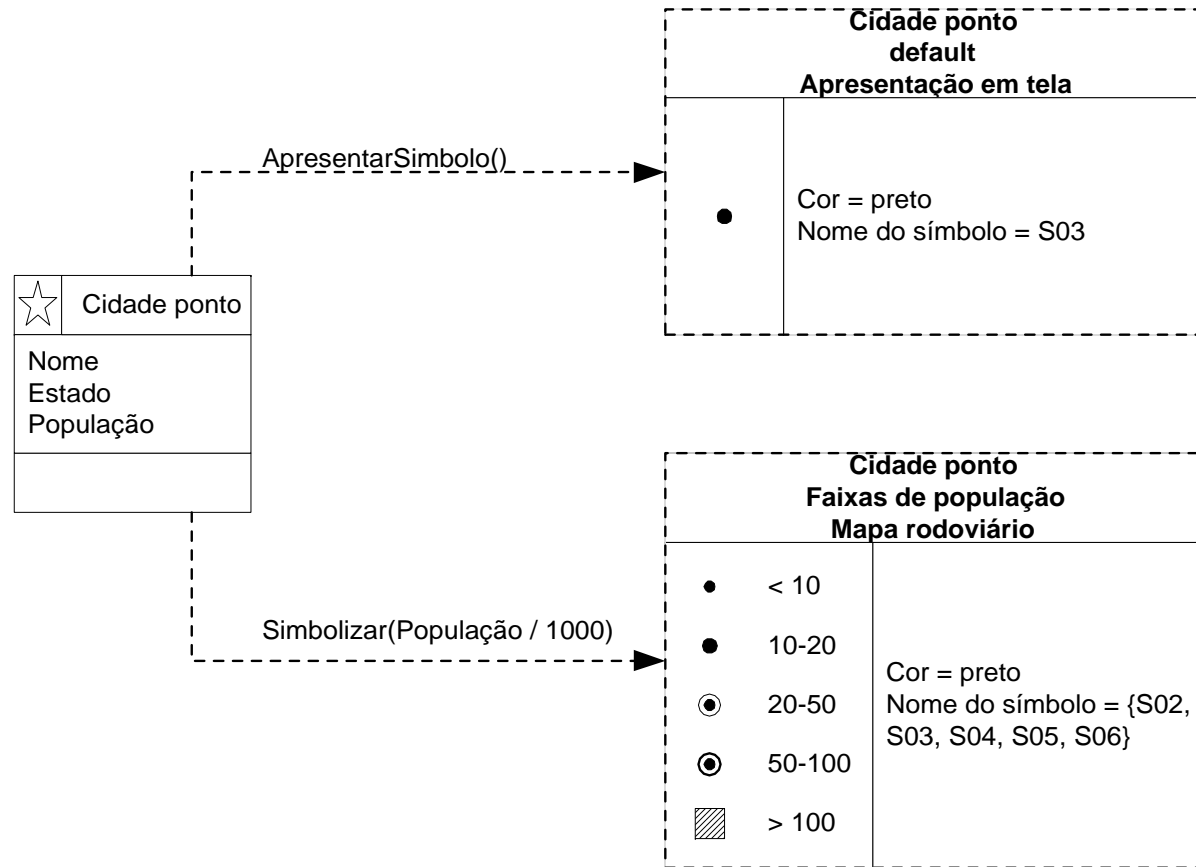 Cidade ponto
default
Apresentação em tela
ApresentarSimbolo()
Cor = preto
Nome do símbolo = S03
Cidade ponto
Nome
Estado
População
Cidade ponto
Faixas de população
Mapa rodoviário
Simbolizar(População / 1000)
< 10
10-20
20-50
50-100
> 100
Cor = preto
Nome do símbolo = {S02,
S03, S04, S05, S06}